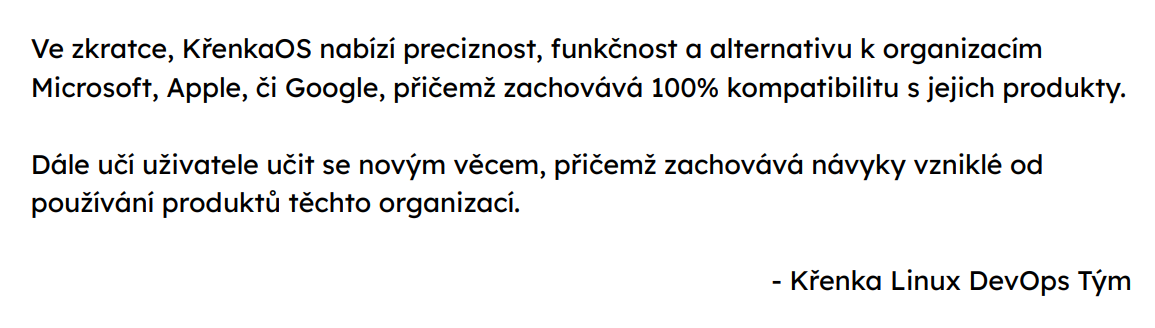 Ve zkratce, KřenkaOS nabízí preciznost, funkčnost a alternativu k organizacím
Microsoft, Apple, či Google, přičemž zachovává 100% kompatibilitu s jejich produkty.
Dále učí uživatele učit se novým věcem, přičemž zachovává návyky vzniklé od
používání produktů těchto organizací.
- Křenka Linux DevOps Tým